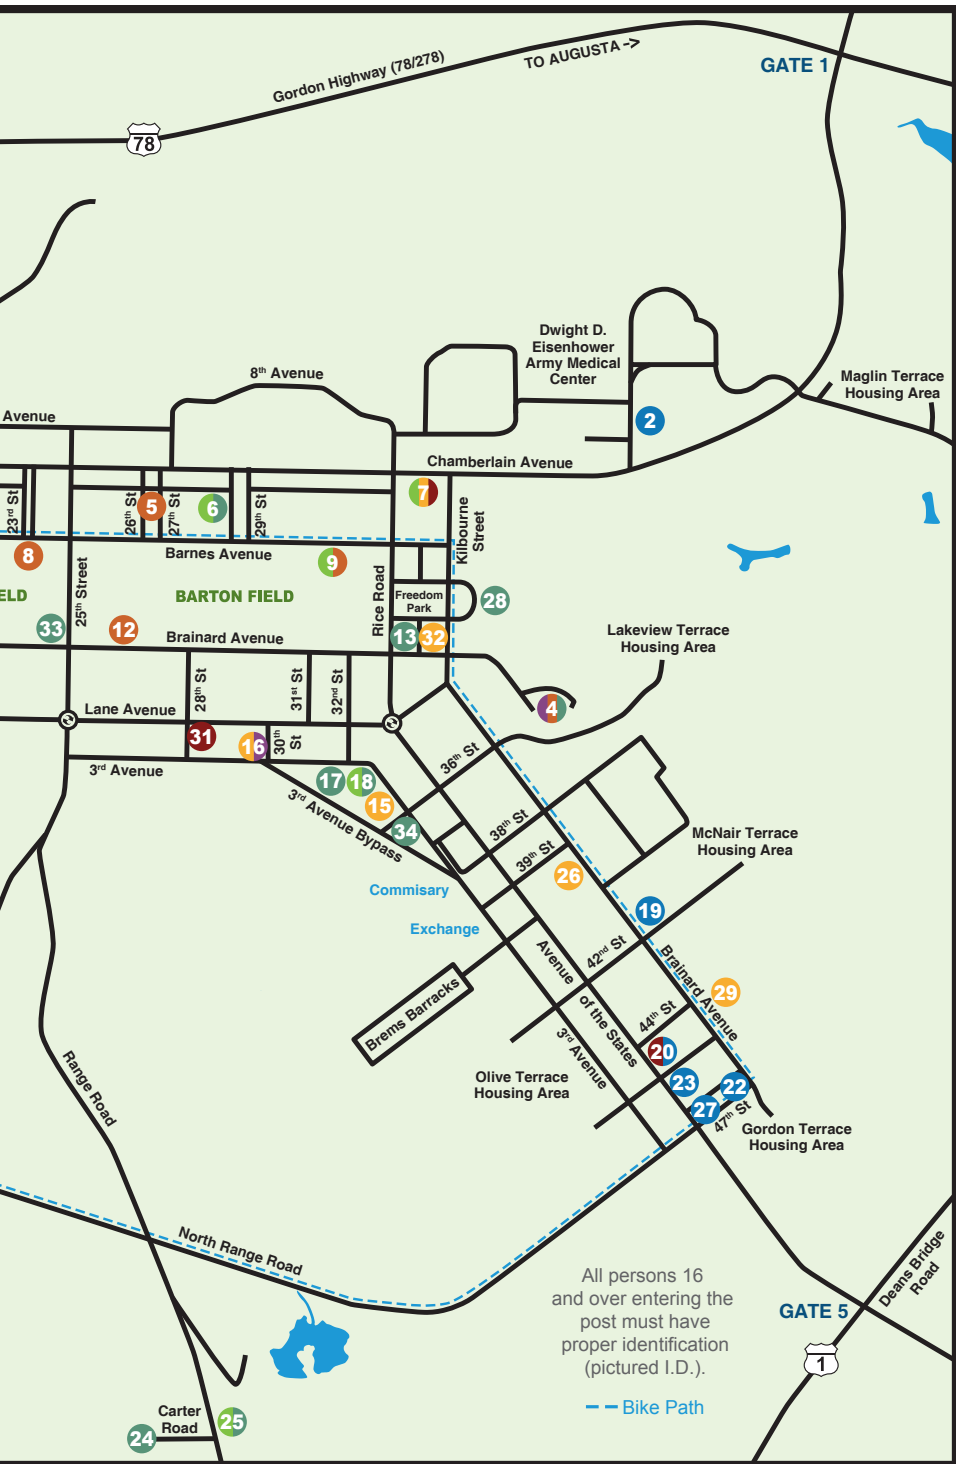 GATE 1
TO AUGUSTA ->
Gordon Highway (78/278)
78
Dwight D.
Eisenhower
Army Medical
Center
8th Avenue
Maglin Terrace
Housing Area
Avenue
2
Chamberlain Avenue
7
23rd St
26th St
5
27th St
6
29th St
Kilbourne
Street
8
Barnes Avenue
9
25th Street
ELD
BARTON FIELD
Rice Road
Freedom
Park
28
33
12
Brainard Avenue
13
32
Lakeview Terrace
Housing Area
28th St
31st St
32nd St
Lane Avenue
4
31
16
30th
St
36th St
3rd Avenue
17
18
15
3rd Avenue Bypass
34
38th St
39th St
McNair Terrace
Housing Area
26
Commisary
19
Exchange
42nd St
Avenue
of the States
Brainard Avenue
29
Brems Barracks
44th St
3rd Avenue
20
Range Road
Olive Terrace
Housing Area
23
22
27
47th St
Gordon Terrace
Housing Area
North Range Road
Deans Bridge
Road
All persons 16
and over entering the
post must have
proper identification
(pictured I.D.).
GATE 5
1
Bike Path
Carter
Road
25
24